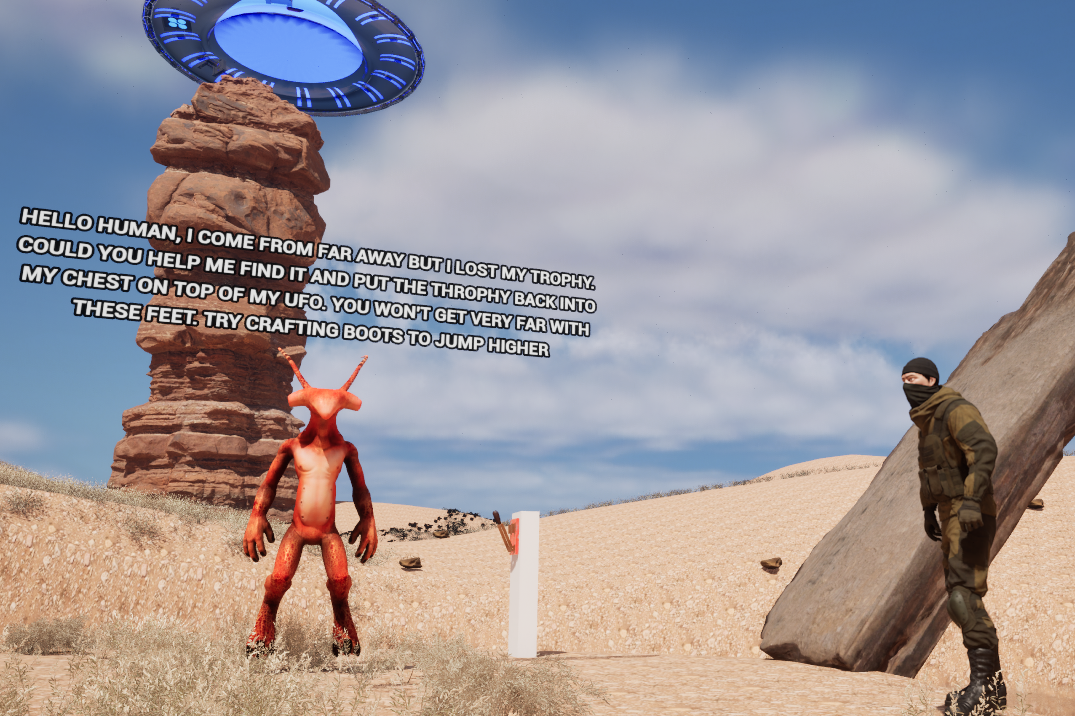 HELLO HUMAN, I COME FROM FAR AWAY BUT I LOST MY TROPHY.
COULD YOU HELP ME FIND IT AND PUT THE THROPHY BACK INTO
MY CHEST ON TOP OF MY UFO. YOU WON'T GET VERY FAR WITH
THESE FEET. TRY CRAFTING BOOTS TO JUMP HIGHER